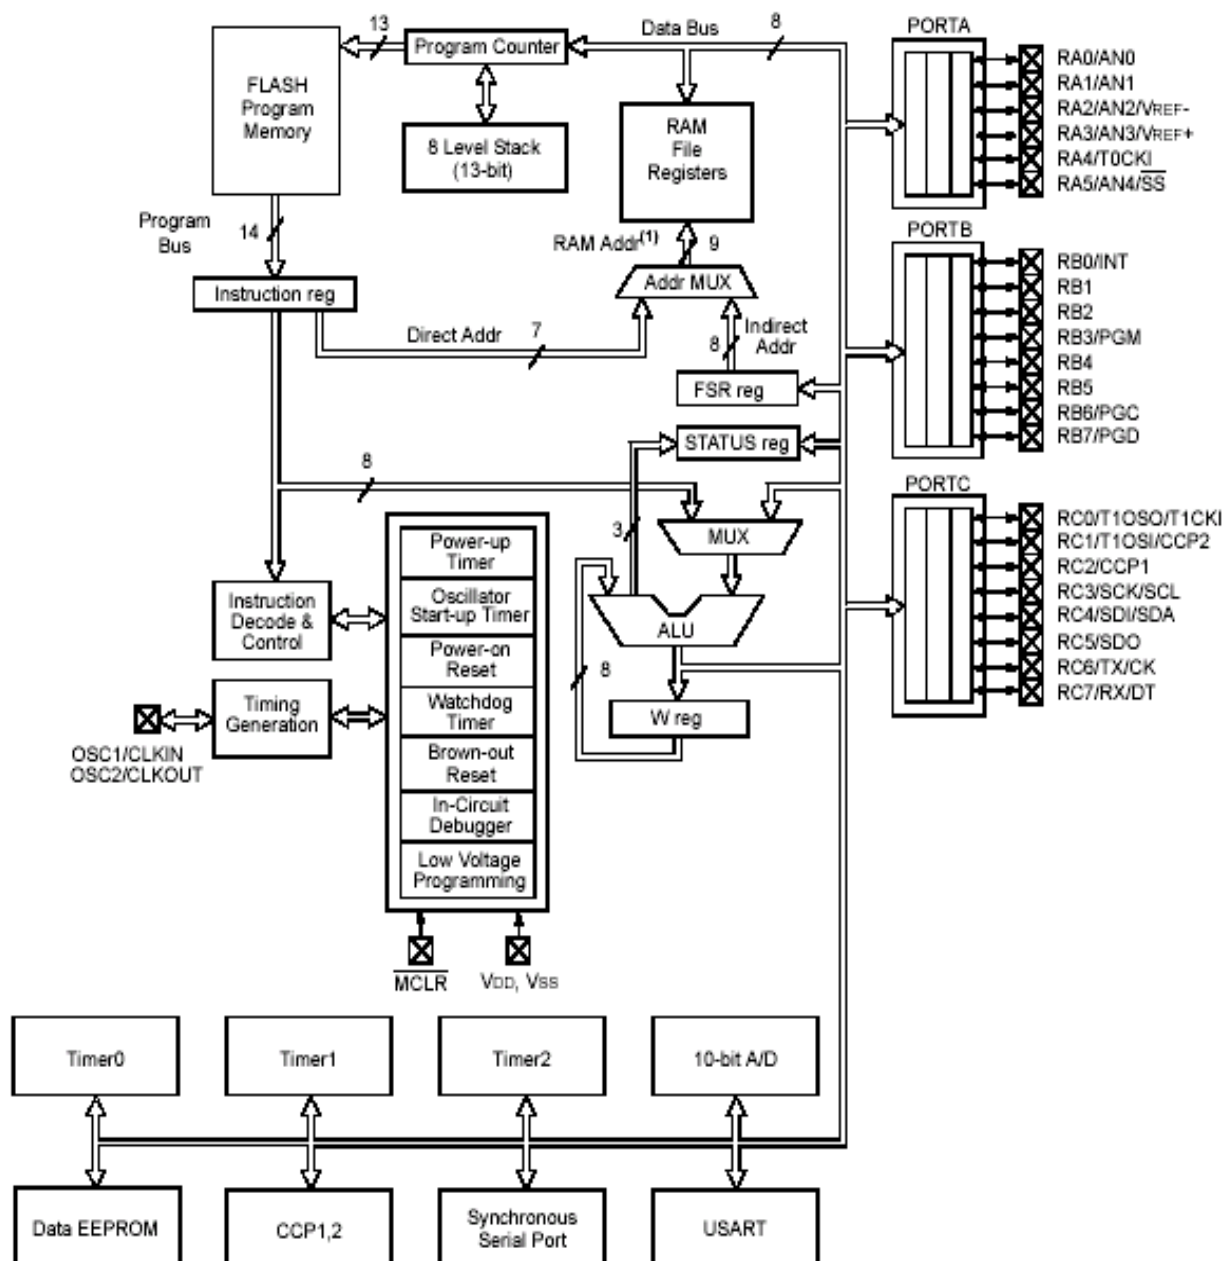 13
Data Bus
8
PORTA
FLASH
Program
Memory
Program Counter
8 Level Stack
(13-bit)
RAM
File
Registers
RA0/AN0
RA1/AN1
RA2/AN2/VREF-
RA3/AN3/VREF+
RA4/T0CKI
RA5/AN4/SS
Program
Bus
14
RAM Addr(1)
9
PORTB
Instruction reg
Addr MUX
Direct Addr
7
8
Indirect
Addr
FSR reg
STATUS reg
RB0/INT
RB1
RB2
RB3/PGM
RB4
RB5
RB6/PGC
RB7/PGD
8
3
MUX
PORTC
Power-up
Timer
Oscillator
Start-up Timer
Power-on
Reset
Watchdog
Timer
Brown-out
Reset
In-Circuit
Debugger
Low Voltage
Programming
Instruction
Decode &
Control
Timing
Generation
OSC1/CLKIN
OSC2/CLKOUT
ALU
8
W reg
RC0/T1OSO/T1CKI
RC1/T1OSI/CCP2
RC2/CCP1
RC3/SCK/SCL
RC4/SDI/SDA
RC5/SDO
RC6/TX/CK
RC7/RX/DT
MCLR
VDD, VSS
Timer0
Timer1
Timer2
10-bit A/D
Data EEPROM
CCP1,2
Synchronous
Serial Port
USART